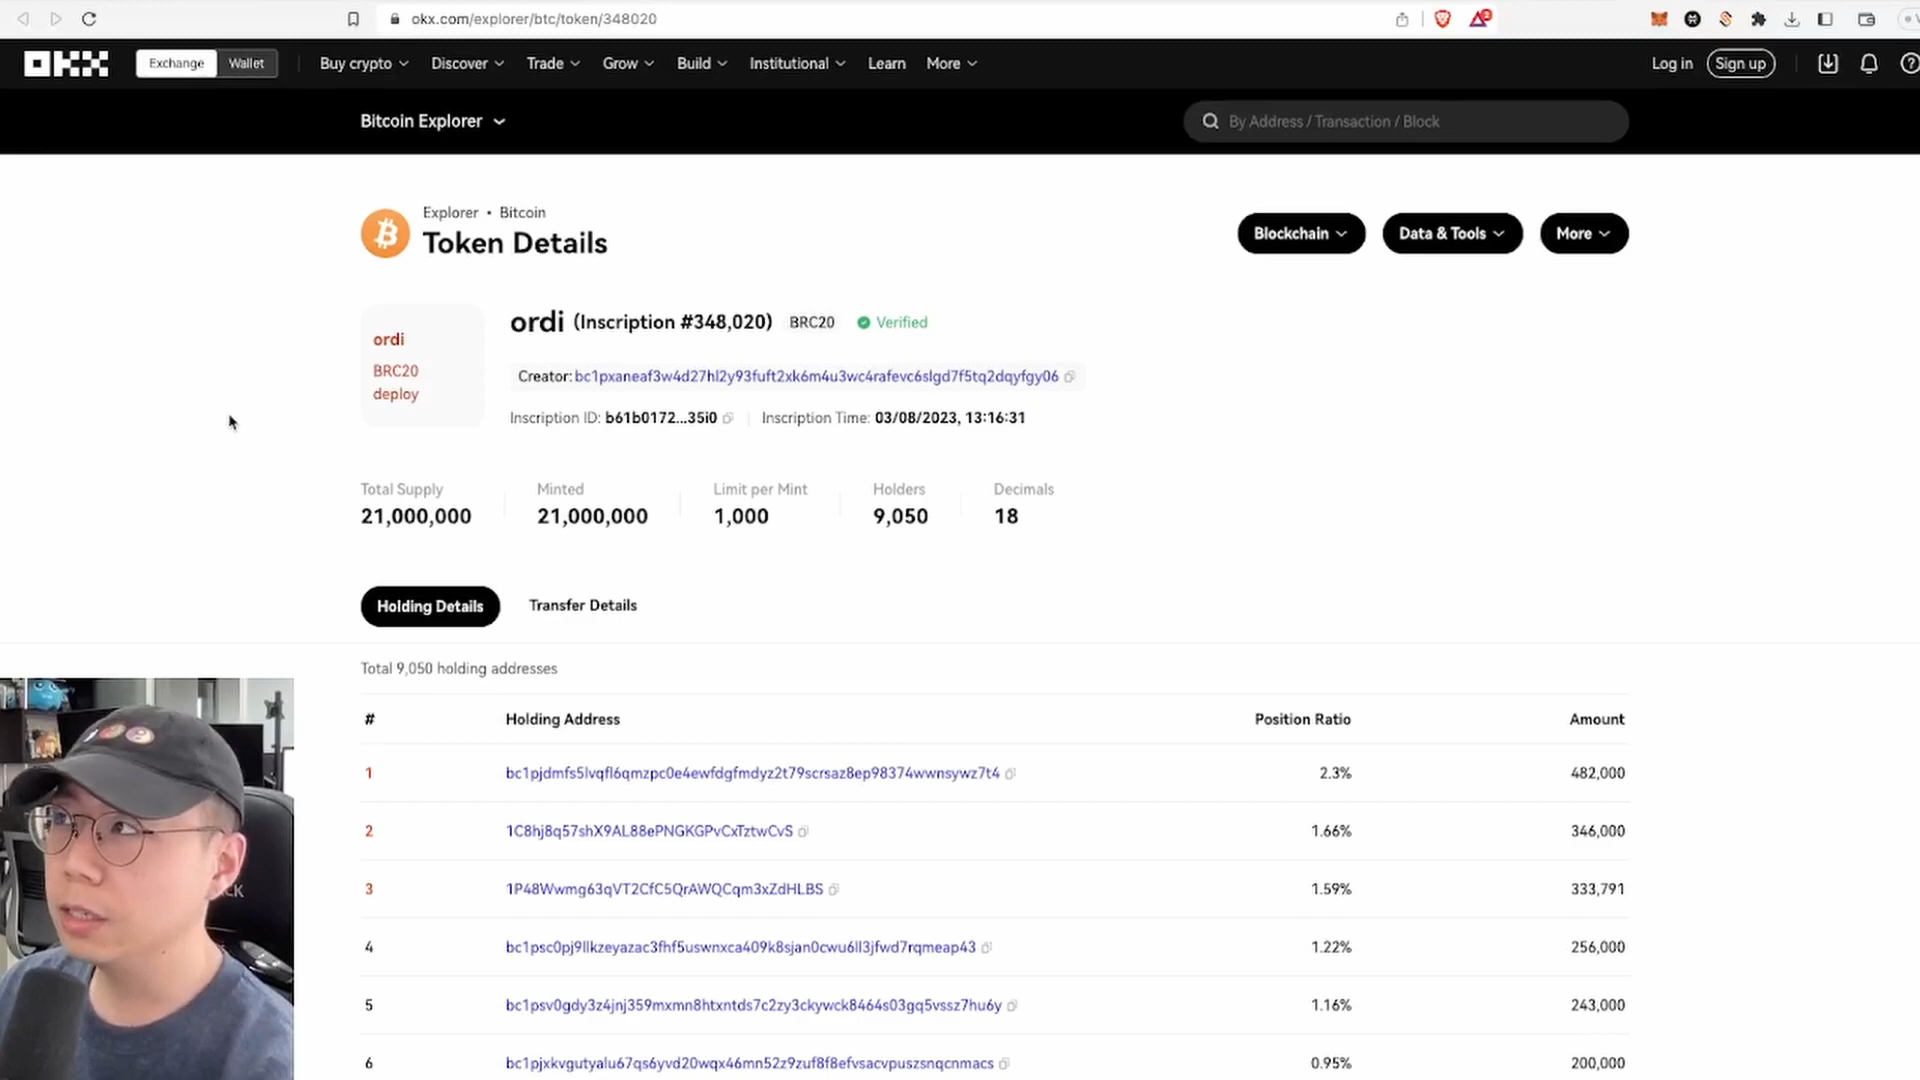 okx.com/explorer/btc/token/348020
OKX Exchange Wallet Buy crypto Discover Trade Grow Build Institutional Learn More Log in Sign up
Bitcoin Explorer By Address / Transaction / Block
Explorer • Bitcoin
Token Details
Blockchain Data & Tools More
ordi
BRC20
deploy
ordi (Inscription #348,020) BRC20 Verified
Creator: bc1pxaneaf3w4d27hl2y93fuft2xk6m4u3wc4rafevc6slgd7f5tq2dqyfgy06
Inscription ID: b61b0172...35i0 Inscription Time: 03/08/2023, 13:16:31
Total Supply Minted Limit per Mint Holders Decimals
21,000,000 21,000,000 1,000 9,050 18
Holding Details Transfer Details
Total 9,050 holding addresses
# Holding Address Position Ratio Amount
1 bc1pjdmfs5lvqfl6qmzpc0e4ewfdgfmdyz2t79scrsaz8ep98374wwnsywz7t4 2.3% 482,000
2 1C8hj8q57shX9AL88ePNGKGPvCxTztwCvS 1.66% 346,000
3 1P48Wwmg63qVT2CfC5QrAWQCqm3xZdHLBS 1.59% 333,791
4 bc1psc0pj9llkzeyazac3fhf5uswnxca409k8sjan0cwu6ll3jfwd7rqmeap43 1.22% 256,000
5 bc1psv0gdy3z4jnj359mxmn8htxntds7c2zy3ckywck8464s03gq5vssz7hu6y 1.16% 243,000
6 bc1pjxkvgutyalu67qs6yvd20wqx46mn52z9zuf8f8efvsacvpuszsnqcnmacs 0.95% 200,000